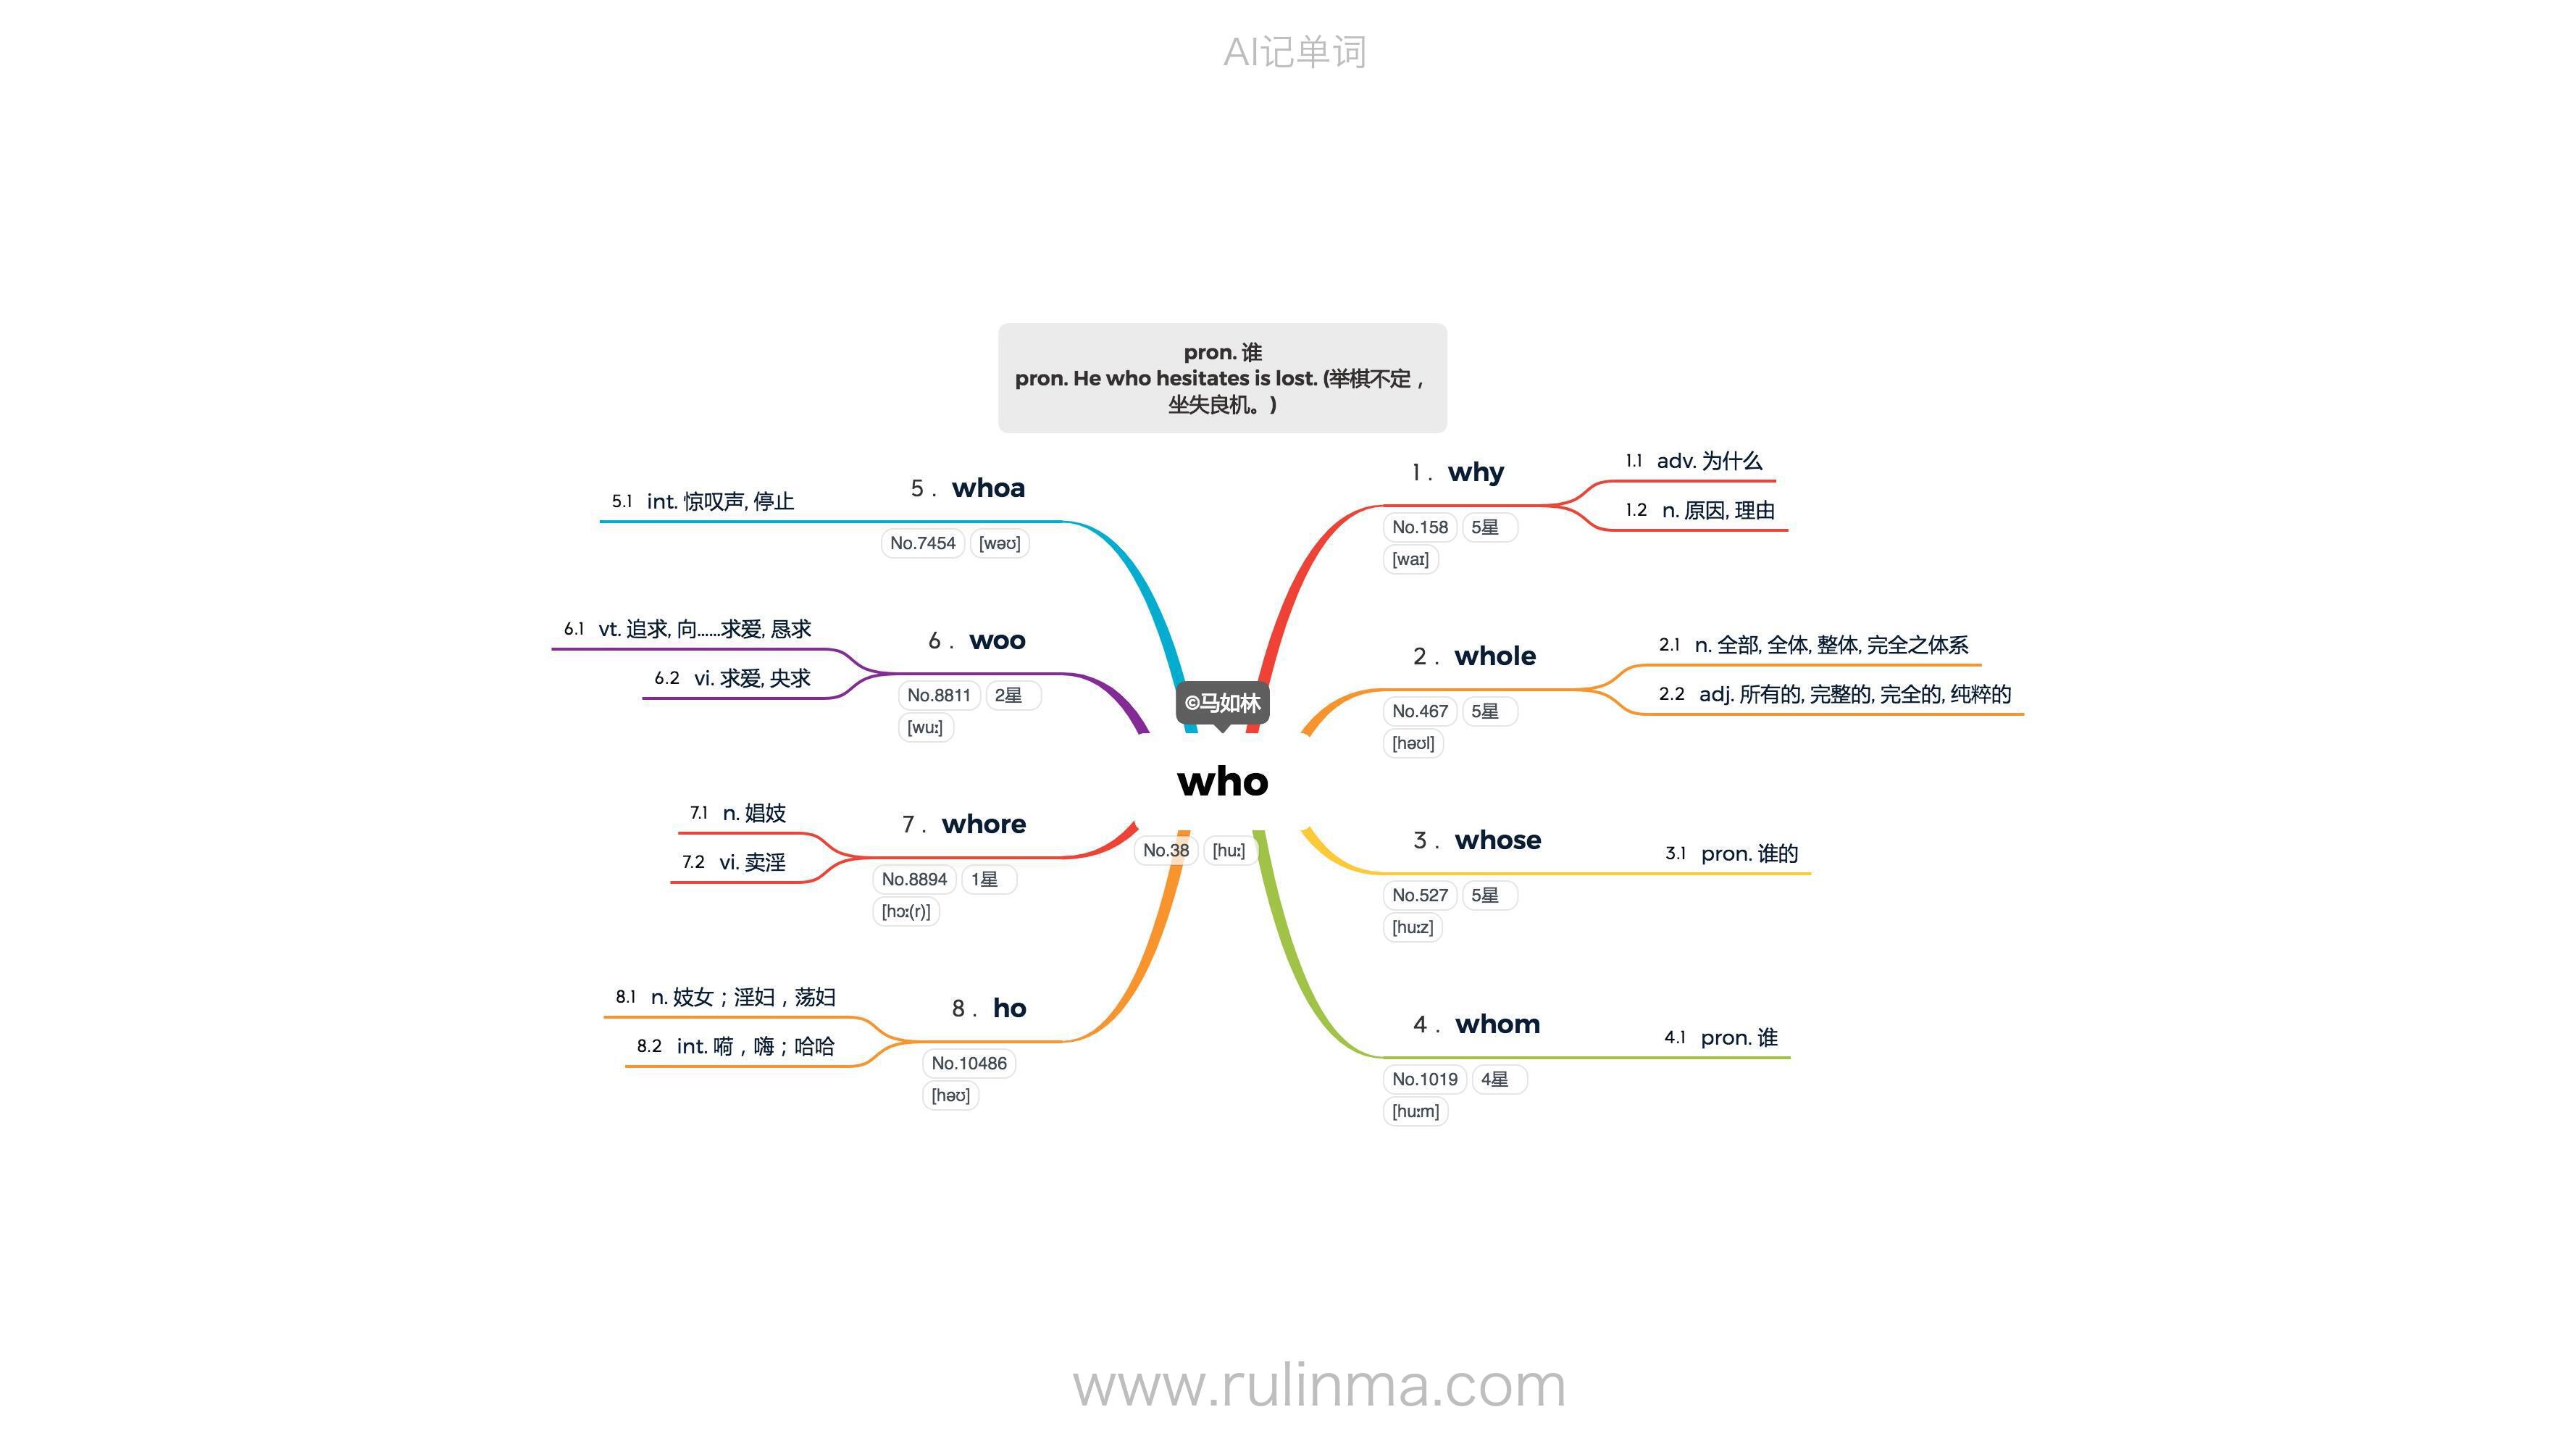 AI记单词
pron. 谁
pron. He who hesitates is lost. (举棋不定，
坐失良机。)
©马如林
who
No.38 [huː]
1 . why
No.158 5星
[waɪ]
1.1 adv. 为什么
1.2 n. 原因, 理由
2 . whole
No.467 5星
[həʊl]
2.1 n. 全部, 全体, 整体, 完全之体系
2.2 adj. 所有的, 完整的, 完全的, 纯粹的
3 . whose
No.527 5星
[huːz]
3.1 pron. 谁的
4 . whom
No.1019 4星
[huːm]
4.1 pron. 谁
5 . whoa
No.7454 [wəʊ]
5.1 int. 惊叹声, 停止
6 . woo
No.8811 2星
[wuː]
6.1 vt. 追求, 向……求爱, 恳求
6.2 vi. 求爱, 央求
7 . whore
No.8894 1星
[hɔː(r)]
7.1 n. 娼妓
7.2 vi. 卖淫
8 . ho
No.10486
[həʊ]
8.1 n. 妓女；淫妇，荡妇
8.2 int. 嗬，嗨；哈哈
www.rulinma.com